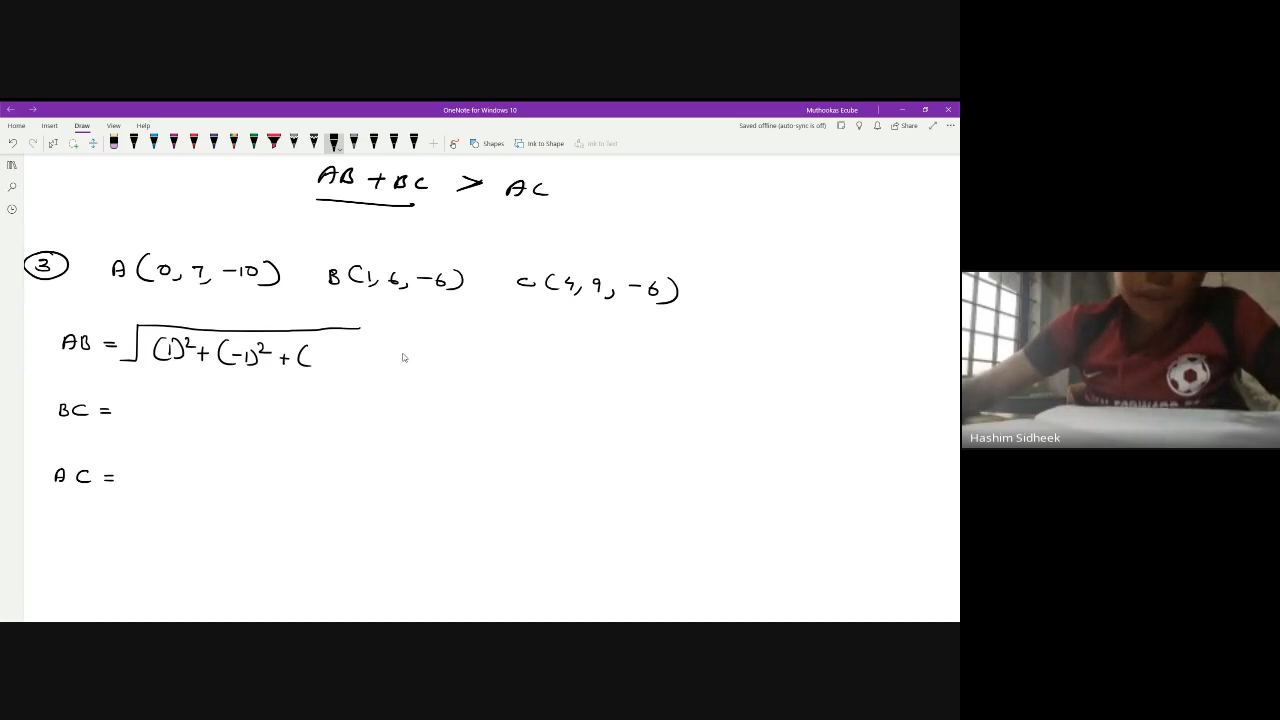 OneNote for Windows 10
Muthookas Ecube
Home Insert Draw View Help
Saved offline (auto-sync is off)
Share
Shapes
Ink to Shape
Ink to Text
AB + BC > AC
3 A (0, 7, -10) B (1, 6, -6) C (4, 9, -6)
AB = √(1)² + (-1)² + (
BC =
AC =
Hashim Sidheek